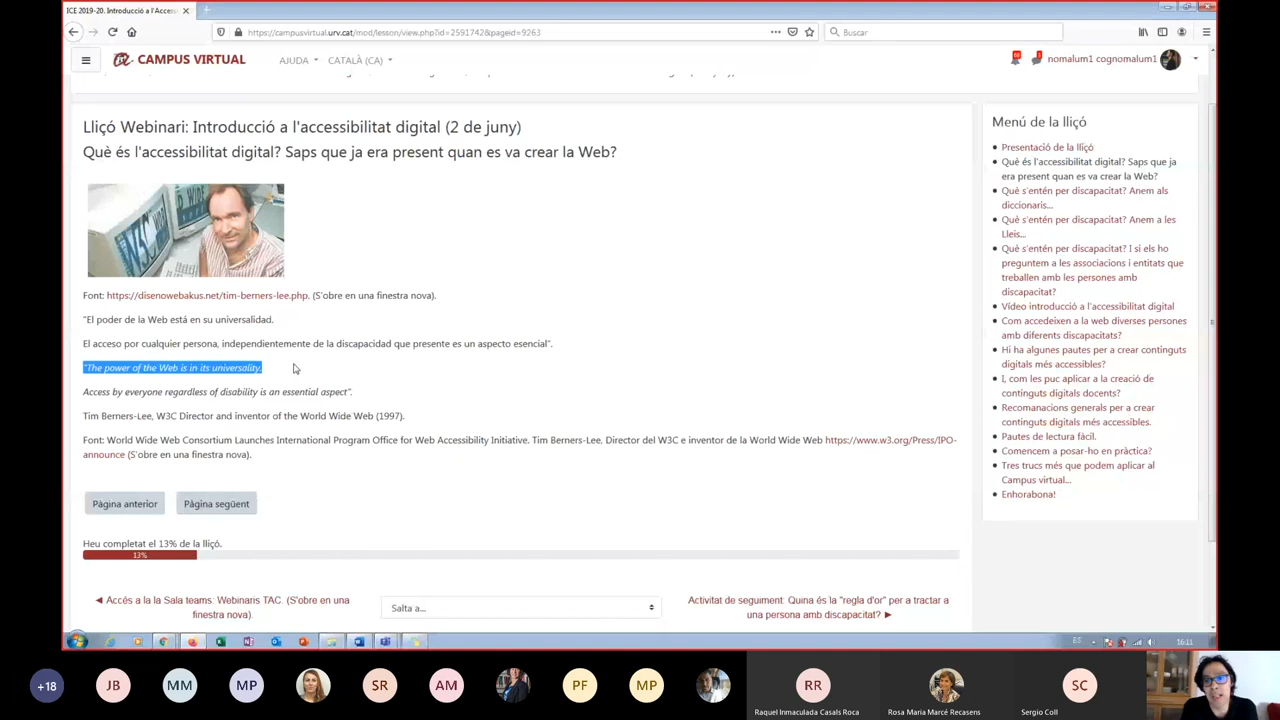 ICE 2019-20. Introducció a l'Acces
https://campusvirtual.urv.cat/mod/lesson/view.php?id=2591742&pageid=9263
Buscar
CAMPUS VIRTUAL
AJUDA
CATALÀ (CA)
nomalum1 cognomalum1
Lliçó Webinari: Introducció a l'accessibilitat digital (2 de juny)
Què és l'accessibilitat digital? Saps que ja era present quan es va crear la Web?
W3C
Font: https://disenowebakus.net/tim-berners-lee.php. (S'obre en una finestra nova).
"El poder de la Web está en su universalidad.
El acceso por cualquier persona, independientemente de la discapacidad que presente es un aspecto esencial".
"The power of the Web is in its universality.
Access by everyone regardless of disability is an essential aspect".
Tim Berners-Lee, W3C Director and inventor of the World Wide Web (1997).
Font: World Wide Web Consortium Launches International Program Office for Web Accessibility Initiative. Tim Berners-Lee, Director del W3C e inventor de la World Wide Web https://www.w3.org/Press/IPO-
announce (S'obre en una finestra nova).
Pàgina anterior
Pàgina següent
Heu completat el 13% de la lliçó.
13%
◄ Accés a la la Sala teams: Webinaris TAC. (S'obre en una
finestra nova).
Salta a...
Activitat de seguiment: Quina és la "regla d'or" per a tractar a
una persona amb discapacitat? ►
Menú de la lliçó
Presentació de la lliçó
Què és l'accessibilitat digital? Saps que ja
era present quan es va crear la Web?
Què s'entén per discapacitat? Anem als
diccionaris...
Què s'entén per discapacitat? Anem a les
Lleis...
Què s'entén per discapacitat? I si els ho
preguntem a les associacions i entitats que
treballen amb les persones amb
discapacitat?
Vídeo introducció a l'accessibilitat digital
Com accedeixen a la web diverses persones
amb diferents discapacitats?
Hi ha algunes pautes per a crear continguts
digitals més accessibles?
I, com les puc aplicar a la creació de
continguts digitals docents?
Recomanacions generals per a crear
continguts digitals més accessibles.
Pautes de lectura fàcil.
Comencem a posar-ho en pràctica?
Tres trucs més que podem aplicar al
Campus virtual...
Enhorabona!
ES
16:11
+18
JB
MM
MP
SR
AM
PF
MP
RR
SC
Raquel Inmaculada Casals Roca
Rosa Maria Marcé Recasens
Sergio Coll